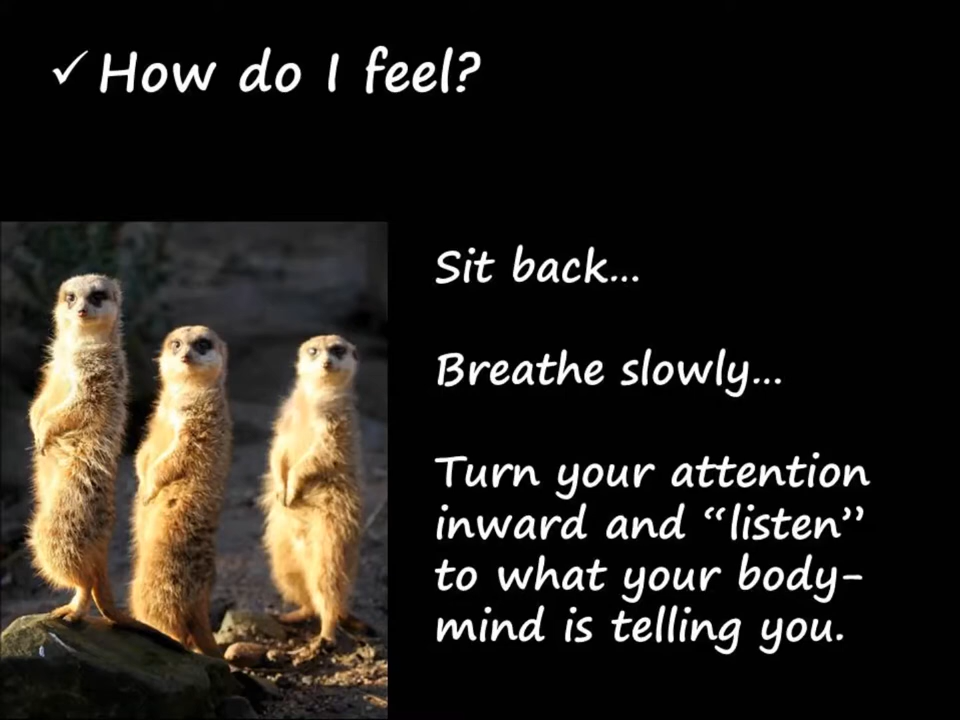 ✓ How do I feel?
Sit back...
Breathe slowly...
Turn your attention
inward and “listen”
to what your body-
mind is telling you.